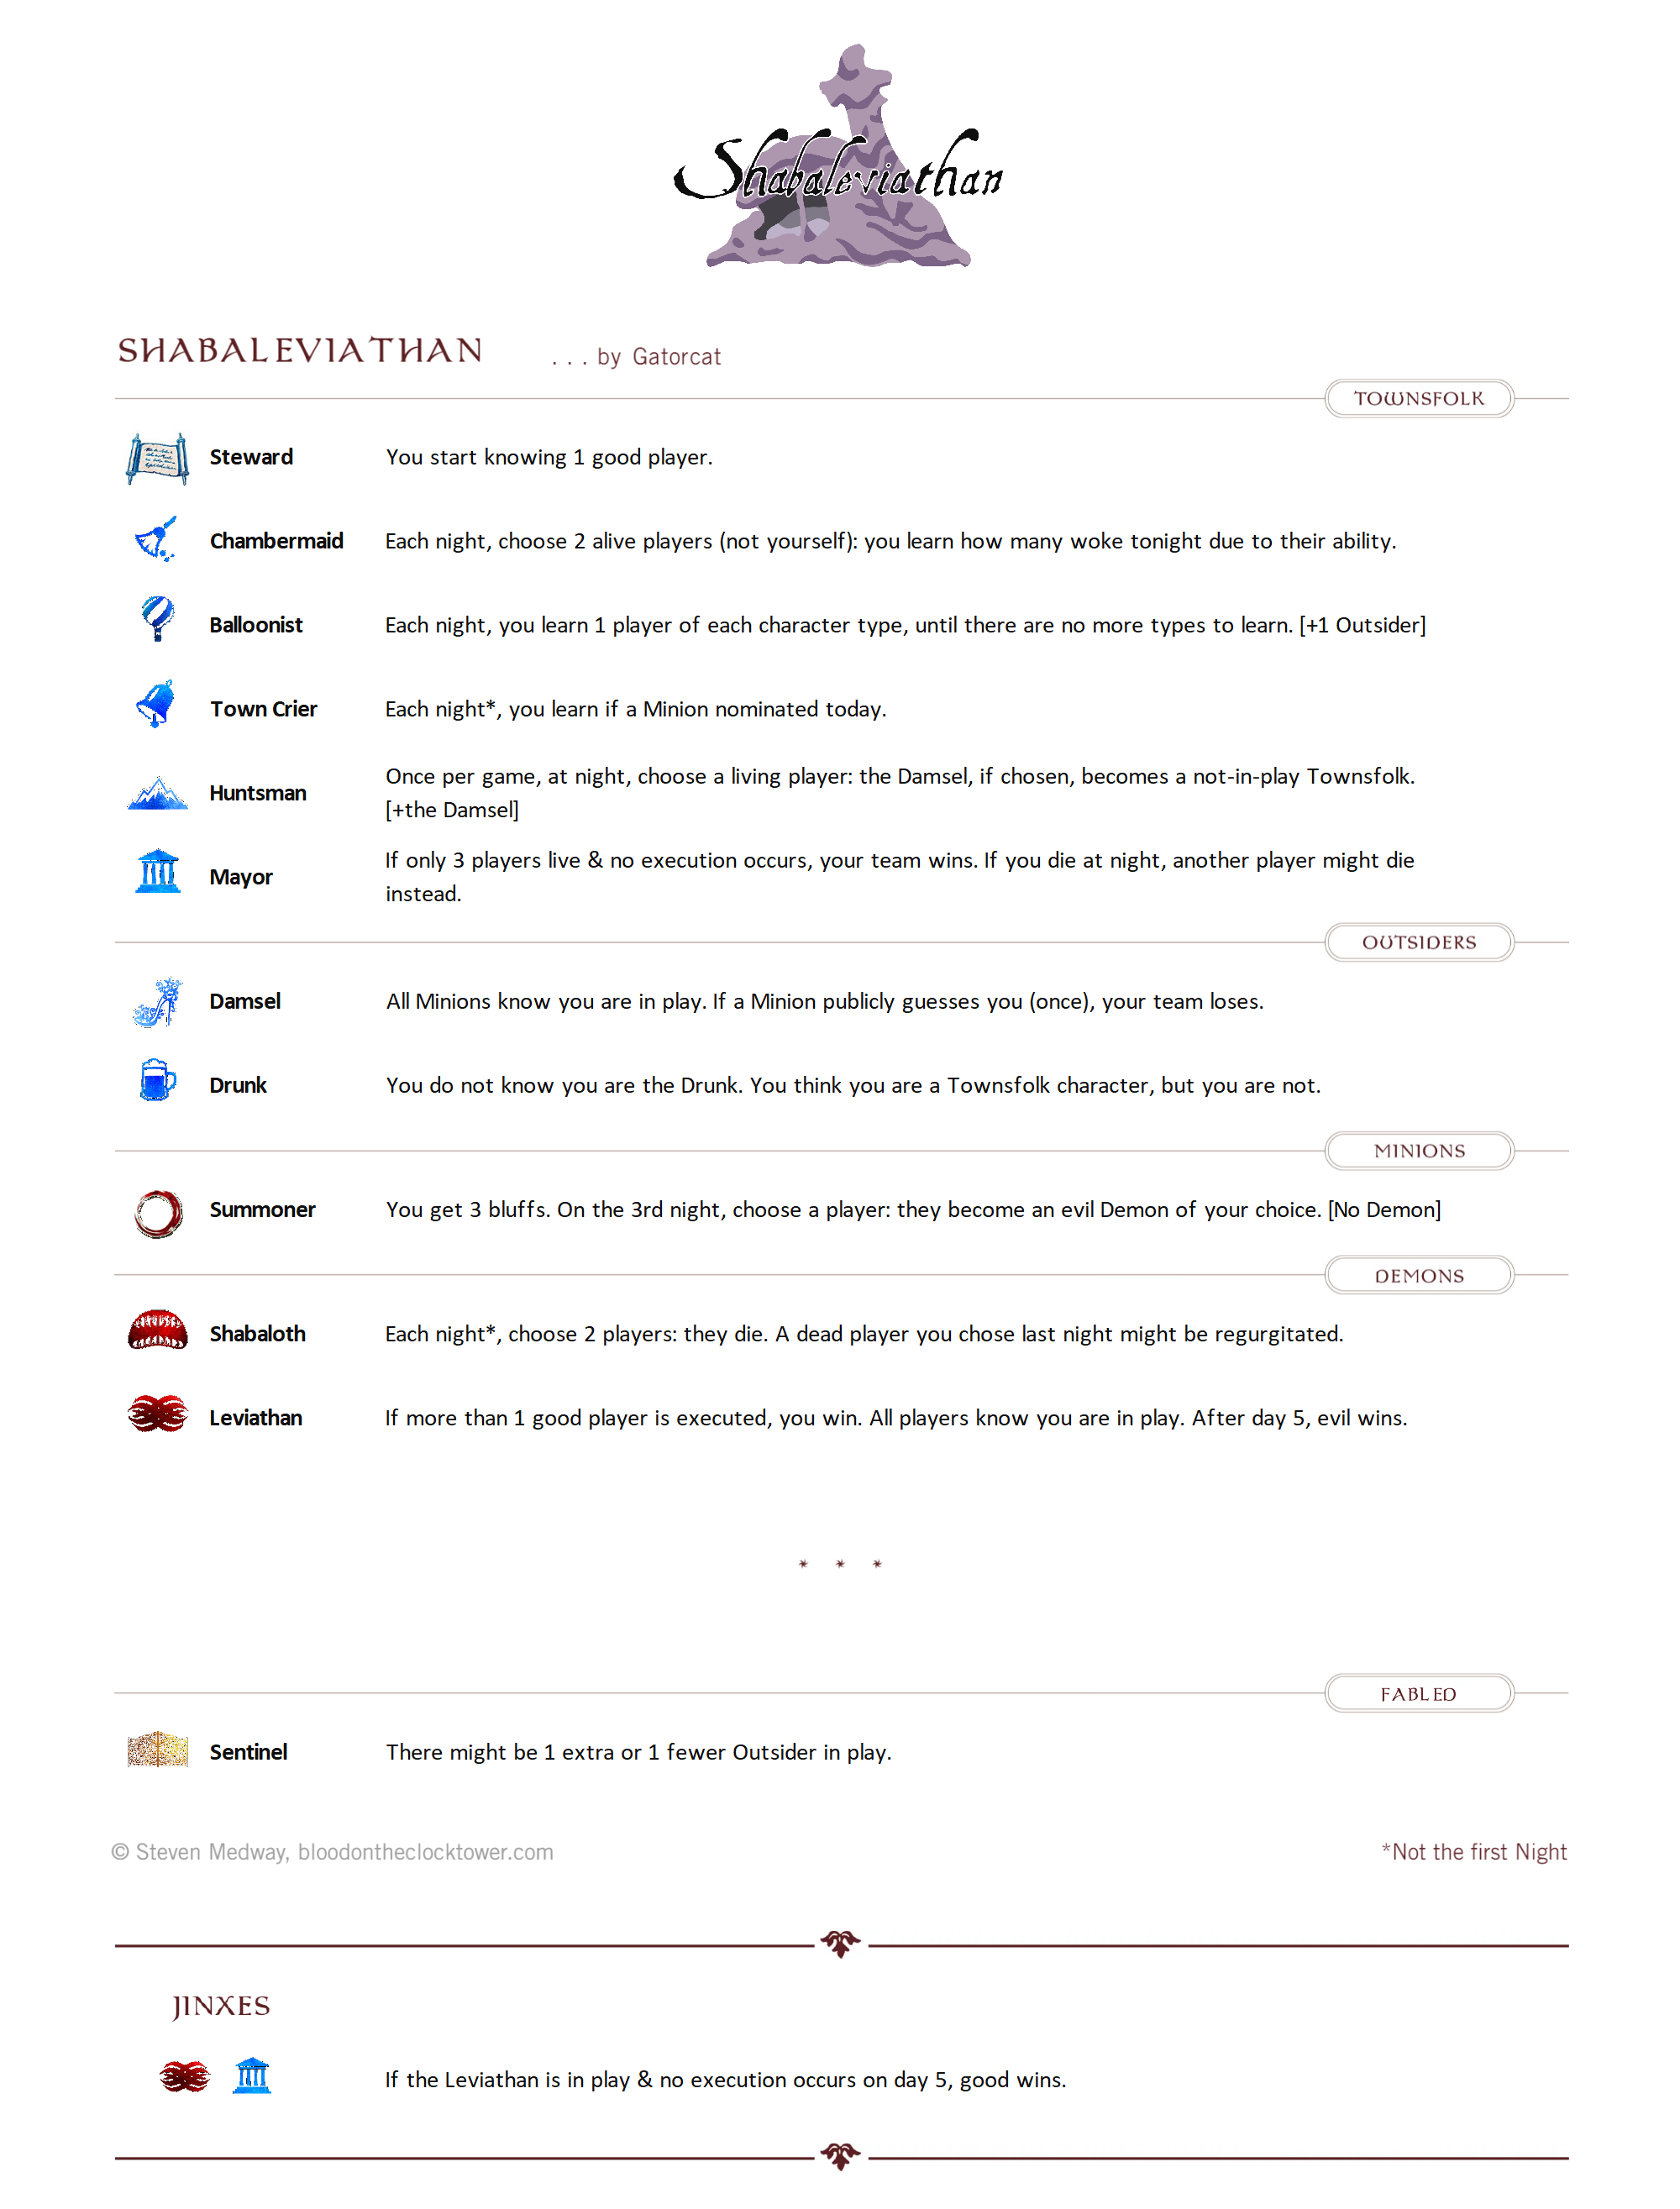 Shabaleviathan
SHABALEVIATHAN . . . by Gatorcat
TOWNSFOLK
Steward You start knowing 1 good player.
Chambermaid Each night, choose 2 alive players (not yourself): you learn how many woke tonight due to their ability.
Balloonist Each night, you learn 1 player of each character type, until there are no more types to learn. [+1 Outsider]
Town Crier Each night*, you learn if a Minion nominated today.
Huntsman Once per game, at night, choose a living player: the Damsel, if chosen, becomes a not-in-play Townsfolk.
[+the Damsel]
Mayor If only 3 players live & no execution occurs, your team wins. If you die at night, another player might die
instead.
OUTSIDERS
Damsel All Minions know you are in play. If a Minion publicly guesses you (once), your team loses.
Drunk You do not know you are the Drunk. You think you are a Townsfolk character, but you are not.
MINIONS
Summoner You get 3 bluffs. On the 3rd night, choose a player: they become an evil Demon of your choice. [No Demon]
DEMONS
Shabaloth Each night*, choose 2 players: they die. A dead player you chose last night might be regurgitated.
Leviathan If more than 1 good player is executed, you win. All players know you are in play. After day 5, evil wins.
* * *
FABLED
Sentinel There might be 1 extra or 1 fewer Outsider in play.
© Steven Medway, bloodontheclocktower.com *Not the first Night
JINXES
If the Leviathan is in play & no execution occurs on day 5, good wins.